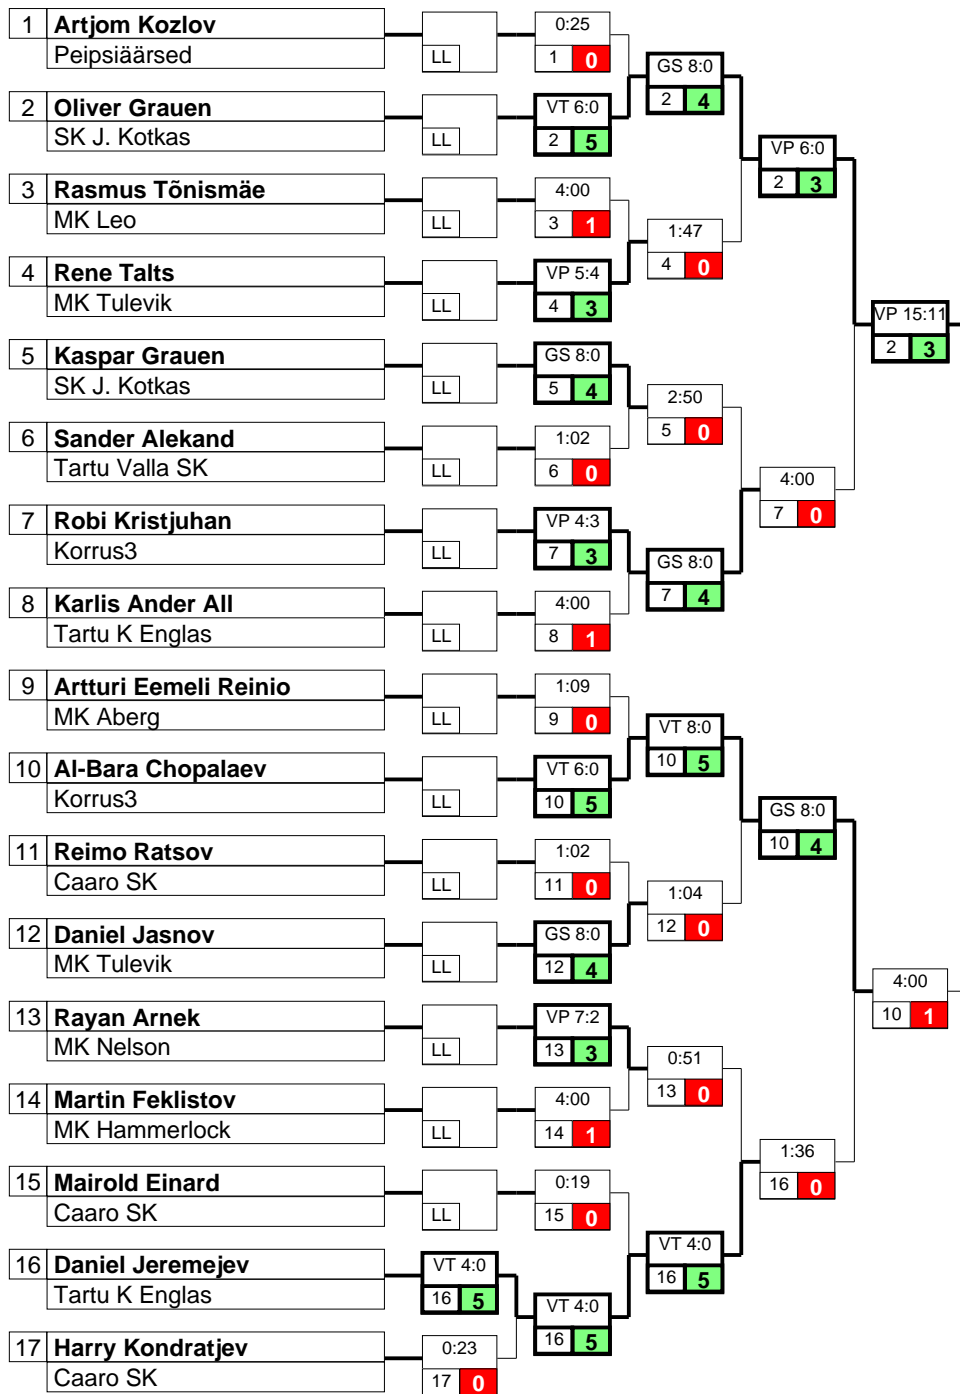 1 Artjom Kozlov
Peipsiäärsed
LL
0:25
1 0
GS 8:0
2 4
2 Oliver Grauen
SK J. Kotkas
LL
VT 6:0
2 5
VP 6:0
2 3
3 Rasmus Tõnismäe
MK Leo
LL
4:00
3 1
1:47
4 0
4 Rene Talts
MK Tulevik
LL
VP 5:4
4 3
VP 15:11
2 3
5 Kaspar Grauen
SK J. Kotkas
LL
GS 8:0
5 4
2:50
5 0
6 Sander Alekand
Tartu Valla SK
LL
1:02
6 0
4:00
7 0
7 Robi Kristjuhan
Korrus3
LL
VP 4:3
7 3
GS 8:0
7 4
8 Karlis Ander All
Tartu K Englas
LL
4:00
8 1
9 Artturi Eemeli Reinio
MK Aberg
LL
1:09
9 0
VT 8:0
10 5
10 Al-Bara Chopalaev
Korrus3
LL
VT 6:0
10 5
GS 8:0
10 4
11 Reimo Ratsov
Caaro SK
LL
1:02
11 0
1:04
12 0
12 Daniel Jasnov
MK Tulevik
LL
GS 8:0
12 4
4:00
10 1
13 Rayan Arnek
MK Nelson
LL
VP 7:2
13 3
0:51
13 0
14 Martin Feklistov
MK Hammerlock
LL
4:00
14 1
1:36
16 0
15 Mairold Einard
Caaro SK
LL
0:19
15 0
VT 4:0
16 5
16 Daniel Jeremejev
Tartu K Englas
VT 4:0
16 5
VT 4:0
16 5
17 Harry Kondratjev
Caaro SK
0:23
17 0